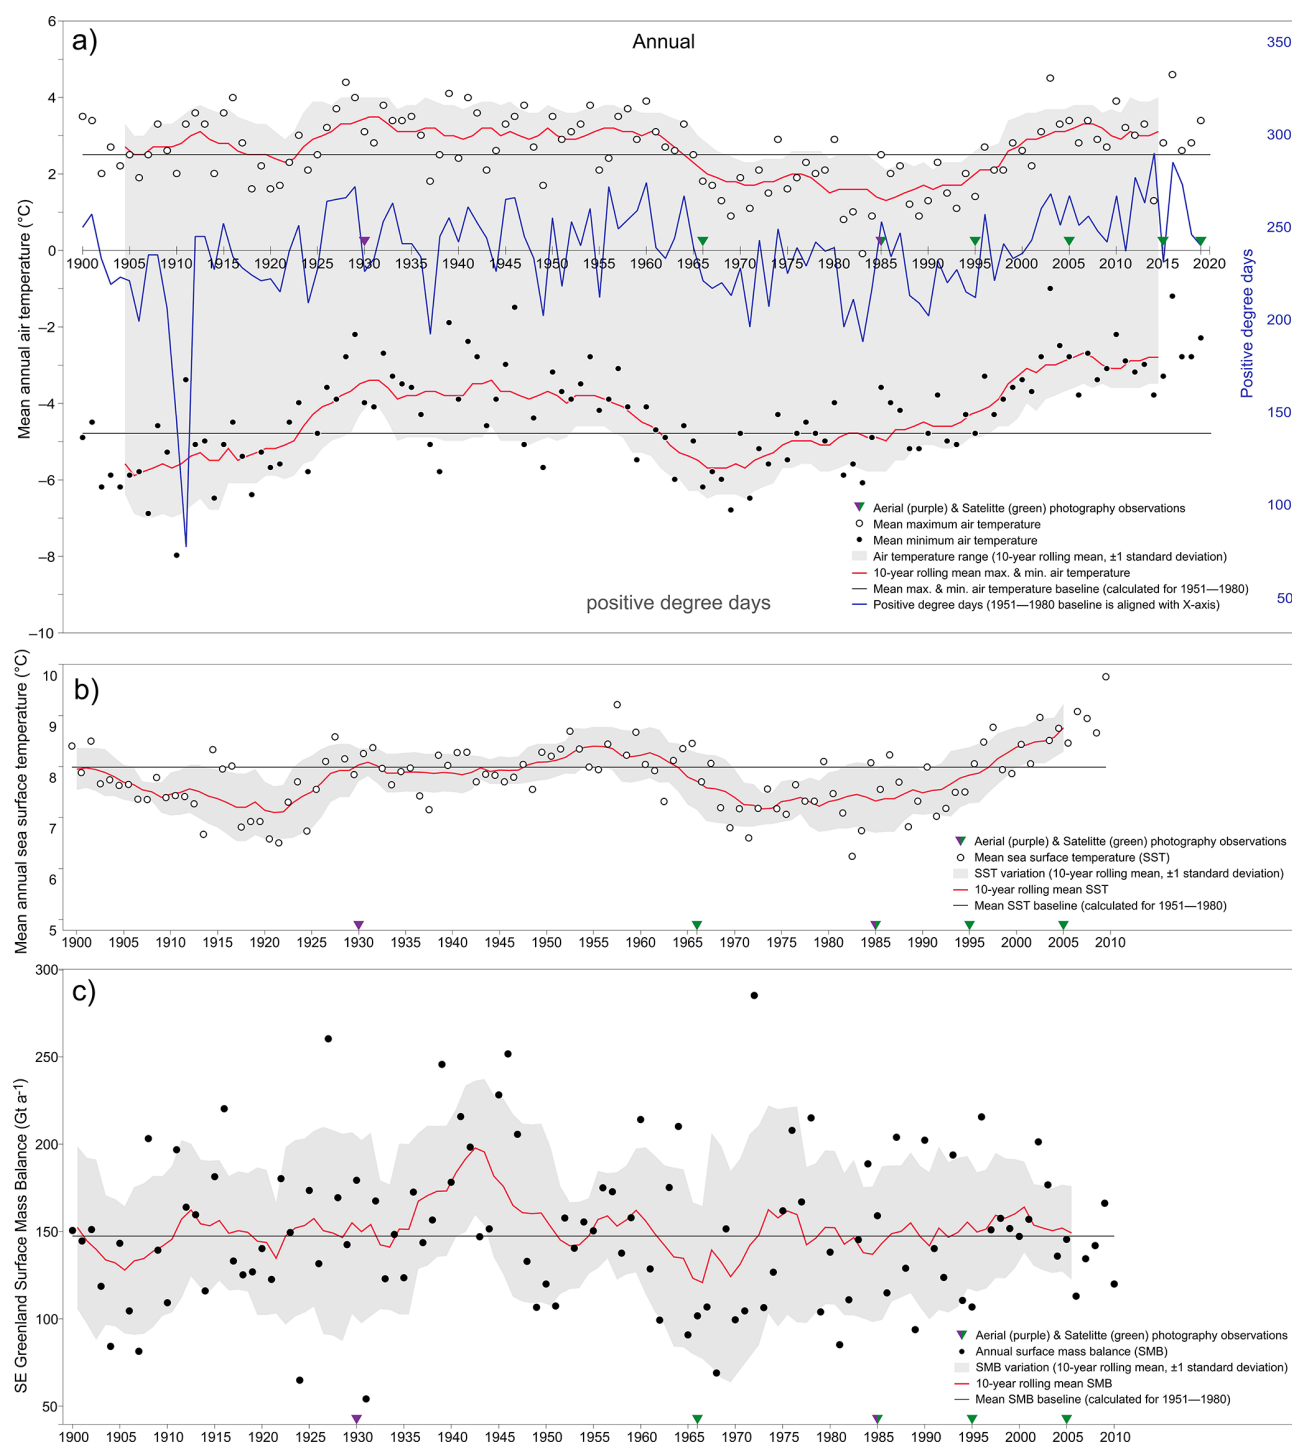 a)
Annual
Mean annual air temperature (°C)
6
4
2
0
–2
–4
–6
–8
–10
350
300
250
200
150
100
50
Positive degree days
1900 1905 1910 1915 1920 1925 1930 1935 1940 1945 1950 1955 1960 1965 1970 1975 1980 1985 1990 1995 2000 2005 2010 2015 2020
Aerial (purple) & Satelitte (green) photography observations
Mean maximum air temperature
Mean minimum air temperature
Air temperature range (10-year rolling mean, ±1 standard deviation)
10-year rolling mean max. & min. air temperature
Mean max. & min. air temperature baseline (calculated for 1951—1980)
Positive degree days (1951—1980 baseline is aligned with X-axis)
positive degree days
b)
Mean annual sea surface temperature (°C)
10
9
8
7
6
5
Aerial (purple) & Satelitte (green) photography observations
Mean sea surface temperature (SST)
SST variation (10-year rolling mean, ±1 standard deviation)
10-year rolling mean SST
Mean SST baseline (calculated for 1951—1980)
1900 1905 1910 1915 1920 1925 1930 1935 1940 1945 1950 1955 1960 1965 1970 1975 1980 1985 1990 1995 2000 2005 2010
c)
SE Greenland Surface Mass Balance (Gt a-1)
300
250
200
150
100
50
Aerial (purple) & Satelitte (green) photography observations
Annual surface mass balance (SMB)
SMB variation (10-year rolling mean, ±1 standard deviation)
10-year rolling mean SMB
Mean SMB baseline (calculated for 1951—1980)
1900 1905 1910 1915 1920 1925 1930 1935 1940 1945 1950 1955 1960 1965 1970 1975 1980 1985 1990 1995 2000 2005 2010